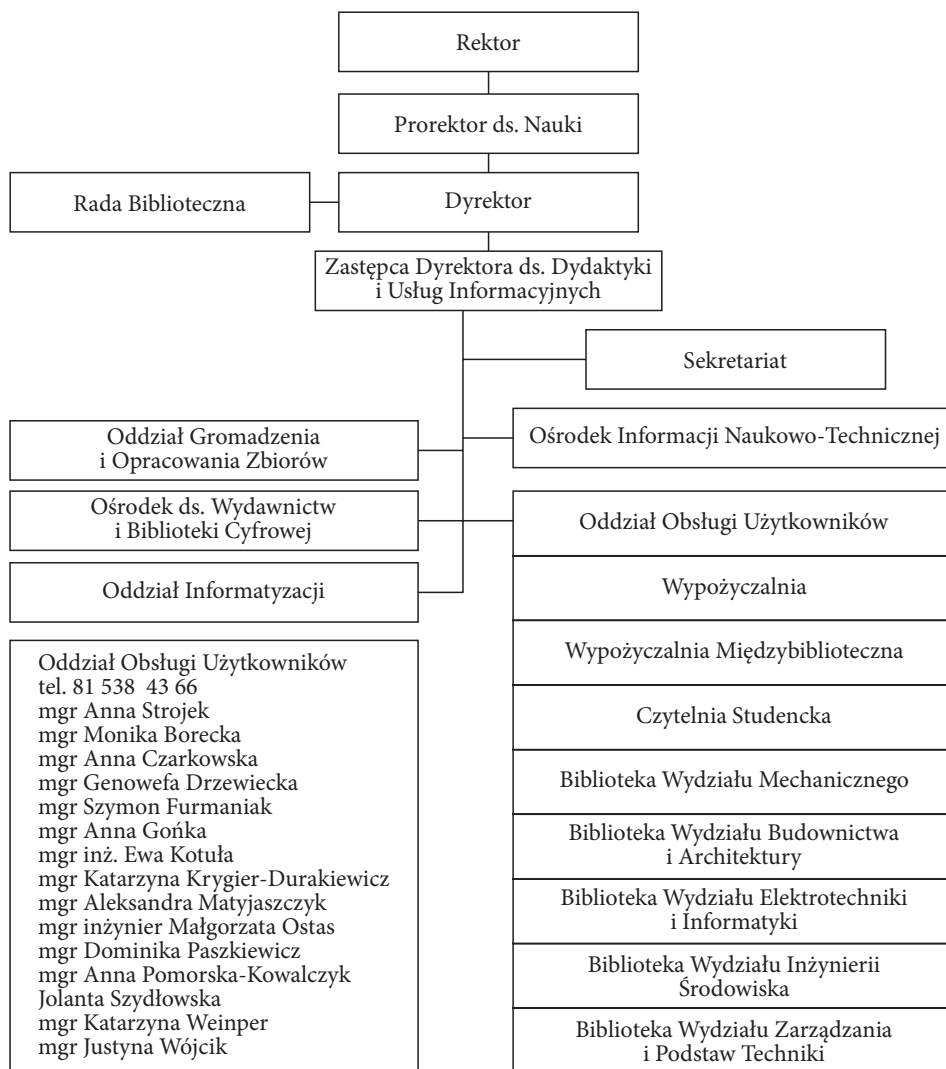 Rektor
Prorektor ds. Nauki
Rada Biblioteczna
Dyrektor
Zastępca Dyrektora ds. Dydaktyki
i Usług Informacyjnych
Sekretariat
Oddział Gromadzenia
i Opracowania Zbiorów
Ośrodek Informacji Naukowo-Technicznej
Ośrodek ds. Wydawnictw
i Biblioteki Cyfrowej
Oddział Informatyzacji
Oddział Obsługi Użytkowników
tel. 81 538 43 66
mgr Anna Strojek
mgr Monika Borecka
mgr Anna Czarkowska
mgr Genowefa Drzewiecka
mgr Szymon Furmaniak
mgr Anna Gońka
mgr inż. Ewa Kotuła
mgr Katarzyna Krygier-Durakiewicz
mgr Aleksandra Matyjaszczyk
mgr inżynier Małgorzata Ostas
mgr Dominika Paszkiewicz
mgr Anna Pomorska-Kowalczyk
Jolanta Szydłowska
mgr Katarzyna Weinper
mgr Justyna Wójcik
Oddział Obsługi Użytkowników
Wypożyczalnia
Wypożyczalnia Międzybiblioteczna
Czytelnia Studencka
Biblioteka Wydziału Mechanicznego
Biblioteka Wydziału Budownictwa
i Architektury
Biblioteka Wydziału Elektrotechniki
i Informatyki
Biblioteka Wydziału Inżynierii
Środowiska
Biblioteka Wydziału Zarządzania
i Podstaw Techniki